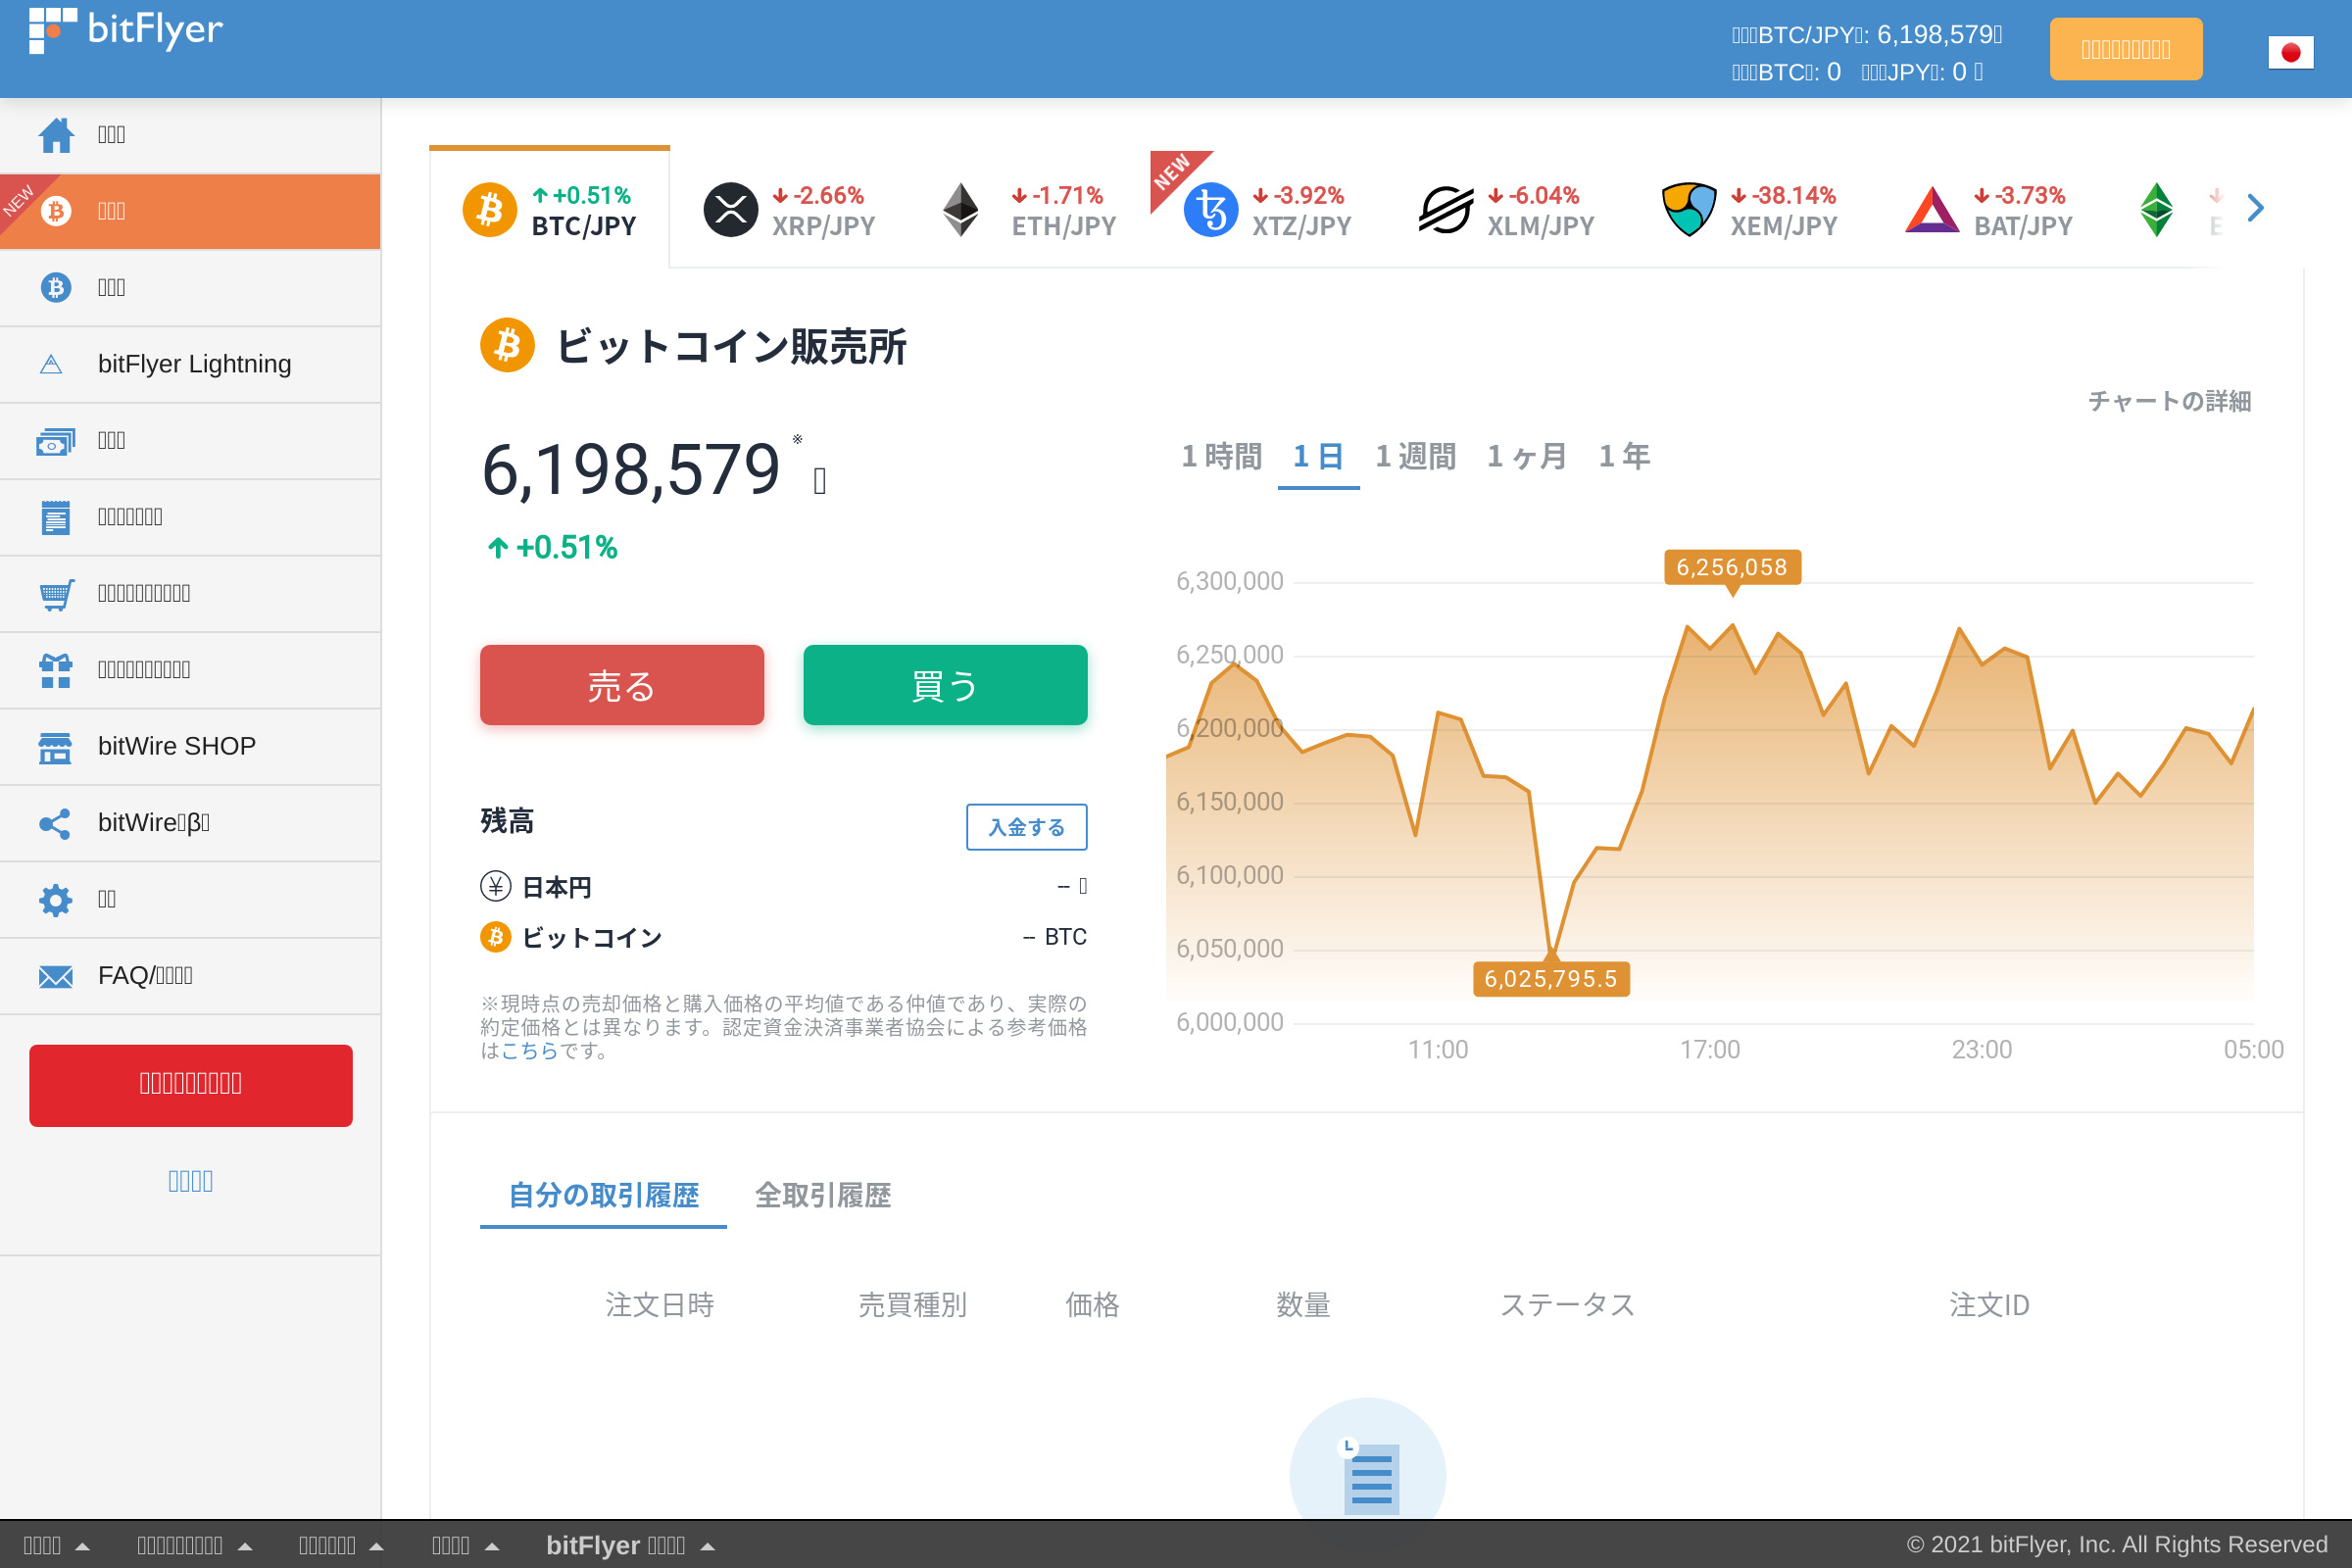 bitFlyer
BTC/JPY: 6,198,579
BTC: 0 JPY: 0
NEW
bitFlyer Lightning
bitWire SHOP
bitWire β
FAQ/
+0.51%
BTC/JPY
-2.66%
XRP/JPY
-1.71%
ETH/JPY
NEW
-3.92%
XTZ/JPY
-6.04%
XLM/JPY
-38.14%
XEM/JPY
-3.73%
BAT/JPY
ビットコイン販売所
チャートの詳細
6,198,579 ※
+0.51%
1 時間 1 日 1 週間 1 ヶ月 1 年
売る 買う
残高 入金する
日本円 --
ビットコイン -- BTC
※現時点の売却価格と購入価格の平均値である仲値であり、実際の
約定価格とは異なります。認定資金決済事業者協会による参考価格
はこちらです。
6,256,058
6,300,000
6,250,000
6,200,000
6,150,000
6,100,000
6,050,000
6,025,795.5
6,000,000
11:00 17:00 23:00 05:00
自分の取引履歴 全取引履歴
注文日時 売買種別 価格 数量 ステータス 注文ID
bitFlyer
© 2021 bitFlyer, Inc. All Rights Reserved